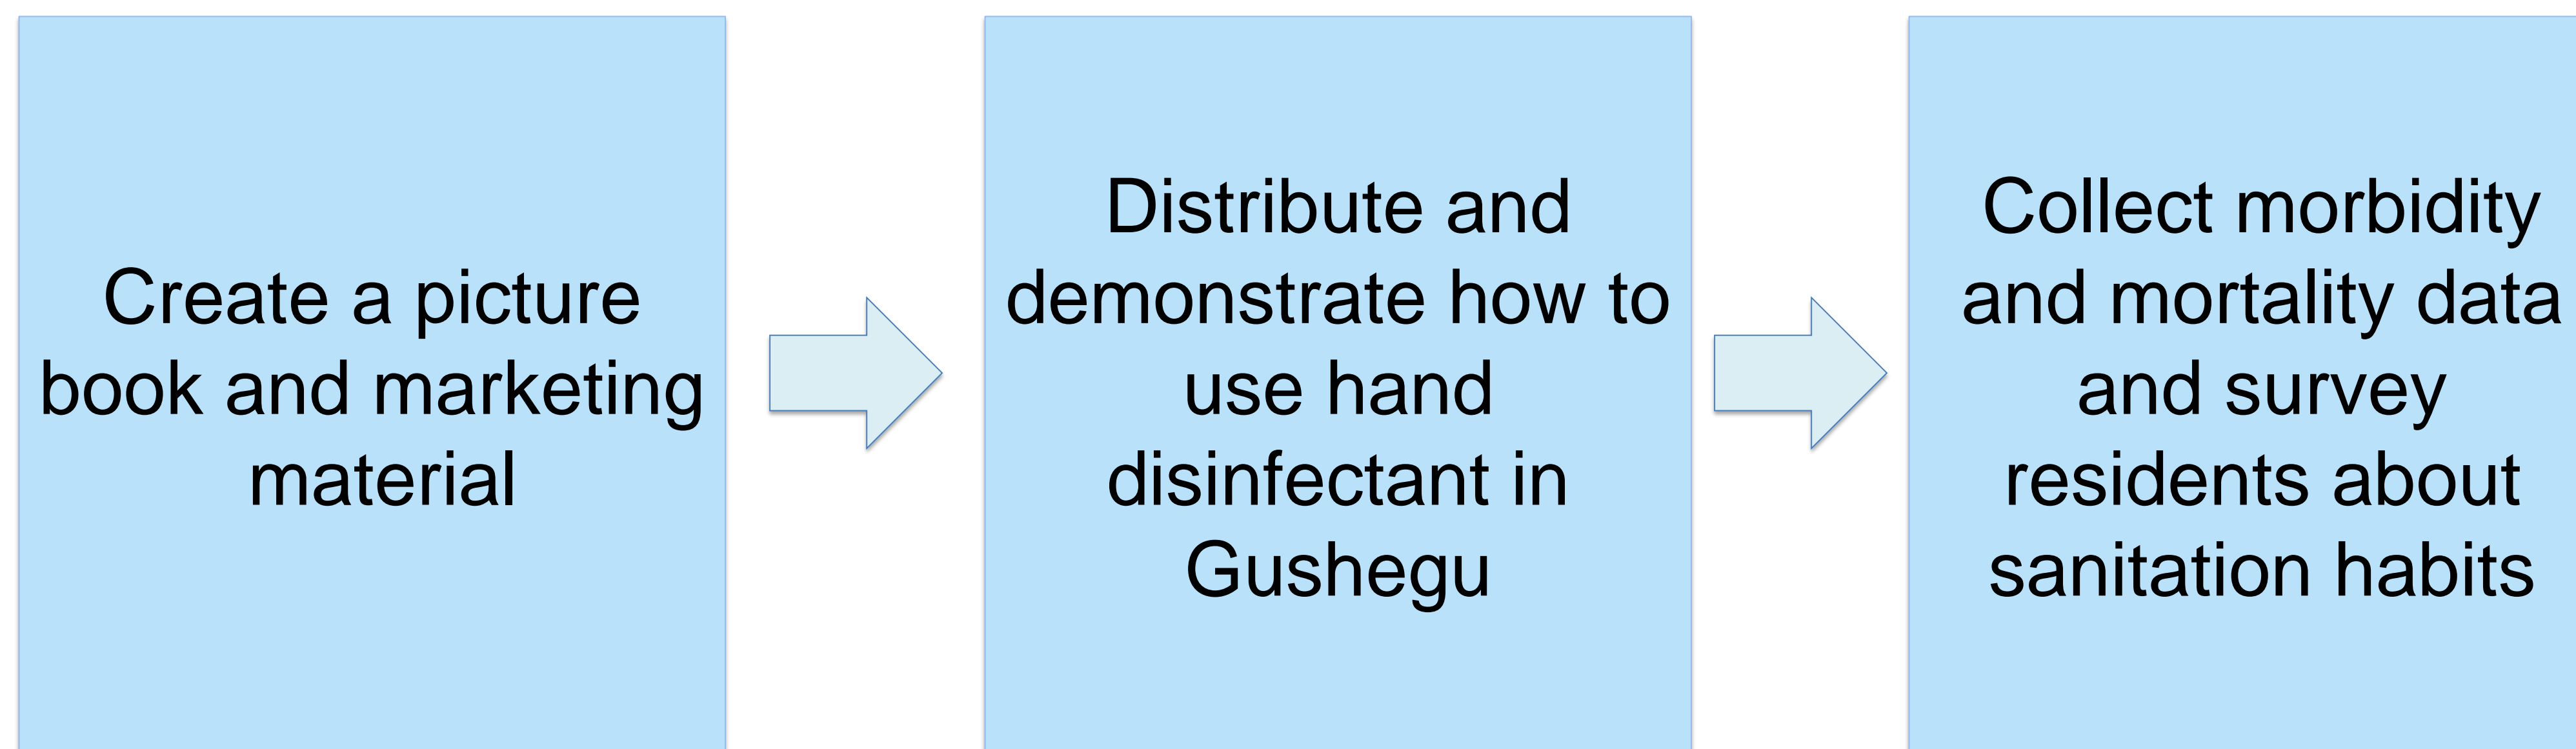 Create a picture
book and marketing
material
Distribute and
demonstrate how to
use hand
disinfectant in
Gushegu
Collect morbidity
and mortality data
and survey
residents about
sanitation habits